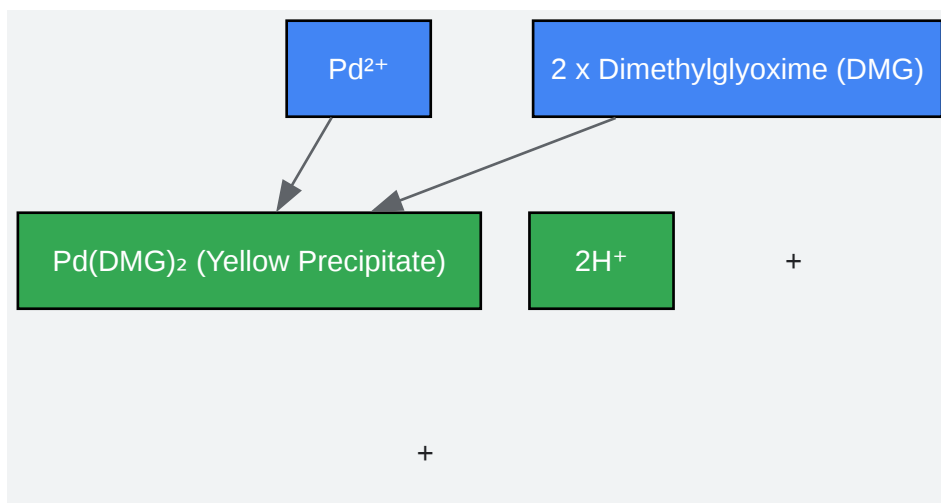 Pd²⁺
2 x Dimethylglyoxime (DMG)
Pd(DMG)₂ (Yellow Precipitate)
2H⁺
+
+